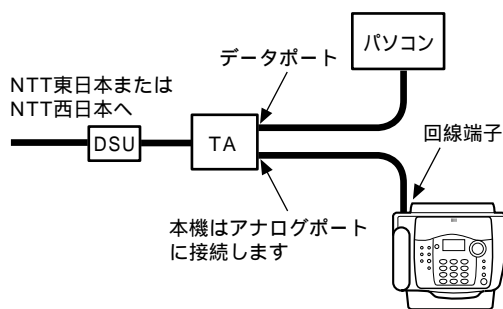 パソコン
データポート
NTT東日本または
NTT西日本へ
DSU
TA
回線端子
本機はアナログポート
に接続します